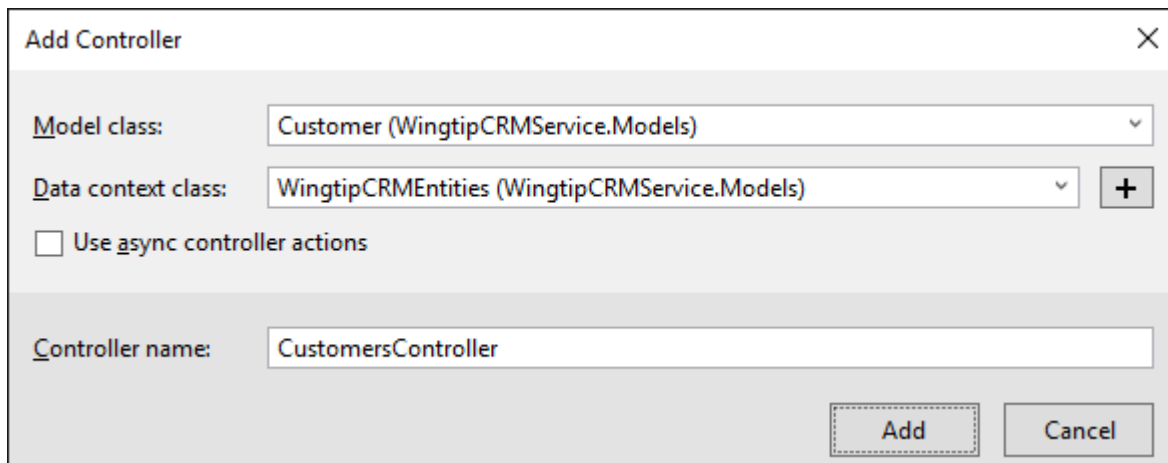 Add Controller
Model class: Customer (WingtipCRMService.Models)
Data context class: WingtipCRMEntities (WingtipCRMService.Models) +
Use async controller actions
Controller name: CustomersController
Add Cancel